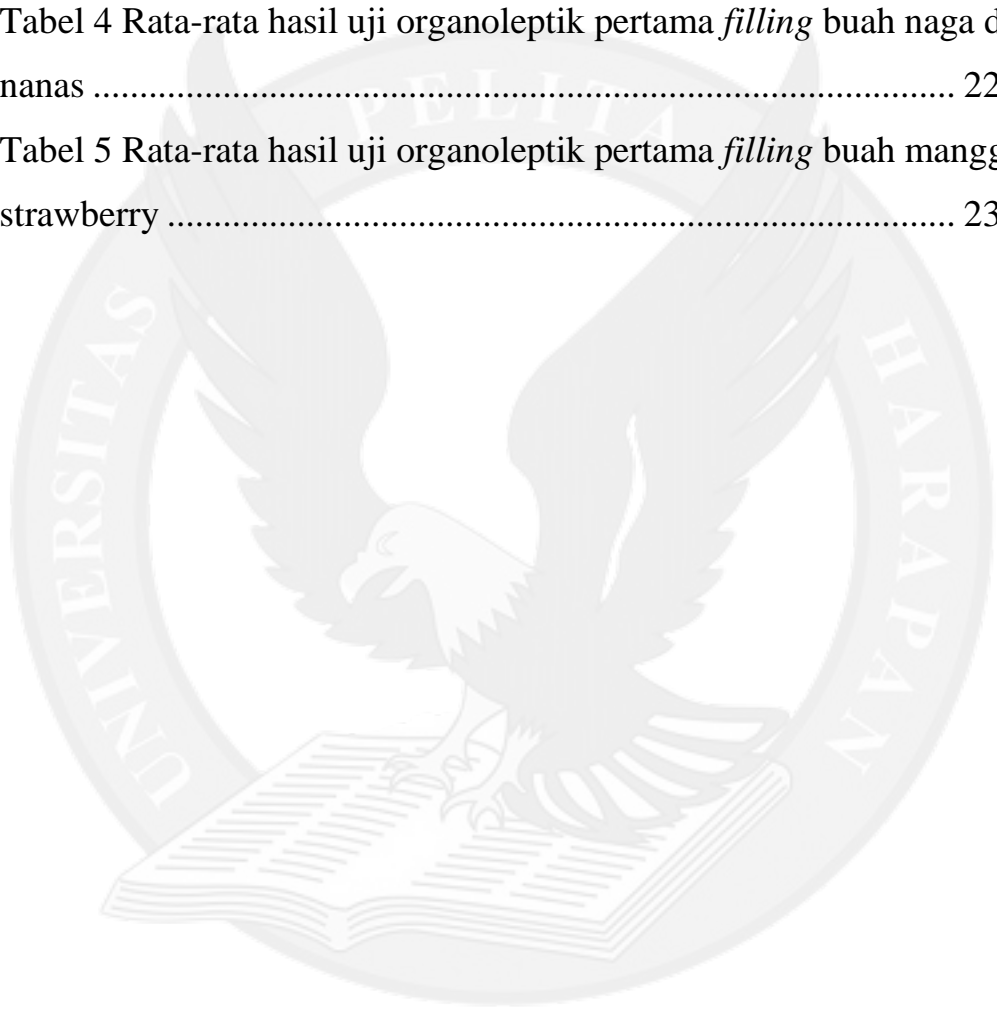 Tabel 4 Rata-rata hasil uji organoleptik pertama filling buah naga
nanas ............................................................................................. 22
Tabel 5 Rata-rata hasil uji organoleptik pertama filling buah
strawberry ..................................................................................... 23
UNIVERSITAS PELITA HARAPAN